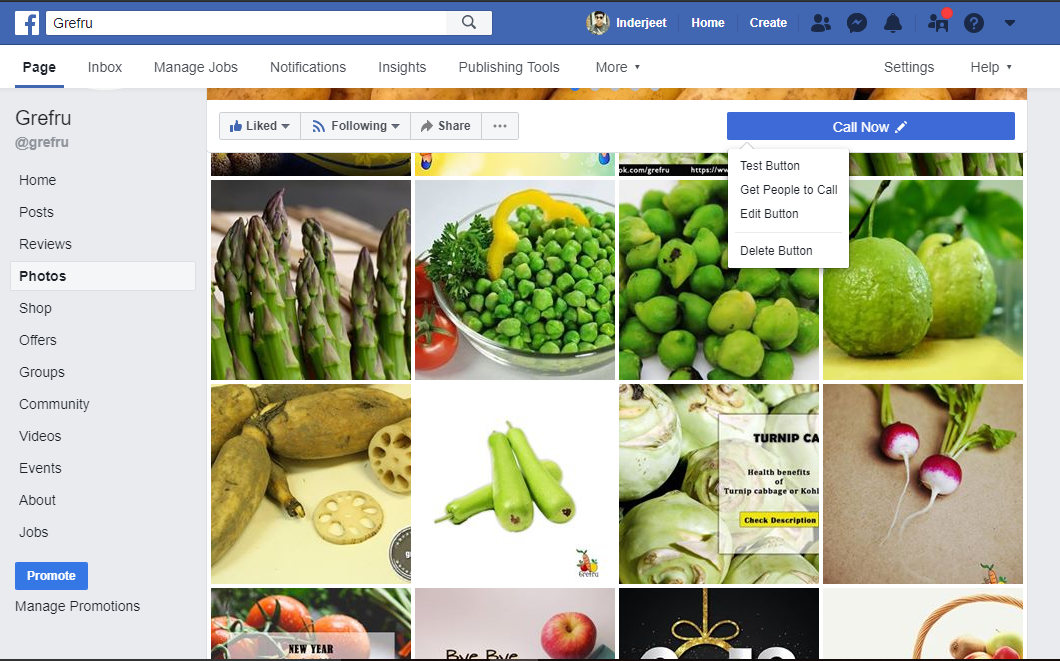 Grefru
Inderjeet Home Create
Page Inbox Manage Jobs Notifications Insights Publishing Tools More Settings Help
Grefru
@grefru
Home
Posts
Reviews
Photos
Shop
Offers
Groups
Community
Videos
Events
About
Jobs
Promote
Manage Promotions
Liked Following Share ...
Call Now
Test Button
Get People to Call
Edit Button
Delete Button
ok.com/grefru https://ww
TURNIP CA
Health benefits
of
Turnip cabbage or Kohl
Check Description
Grefru
NEW YEAR
Bye Bye